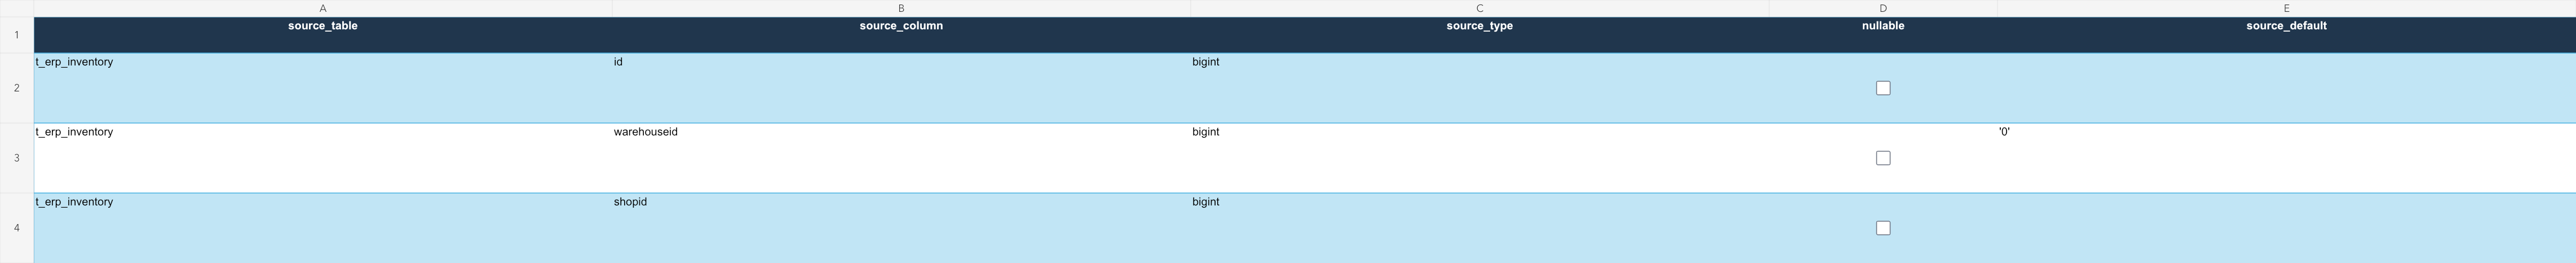 A B C D E
1 source_table source_column source_type nullable source_default
2 t_erp_inventory id bigint
3 t_erp_inventory warehouseid bigint '0'
4 t_erp_inventory shopid bigint